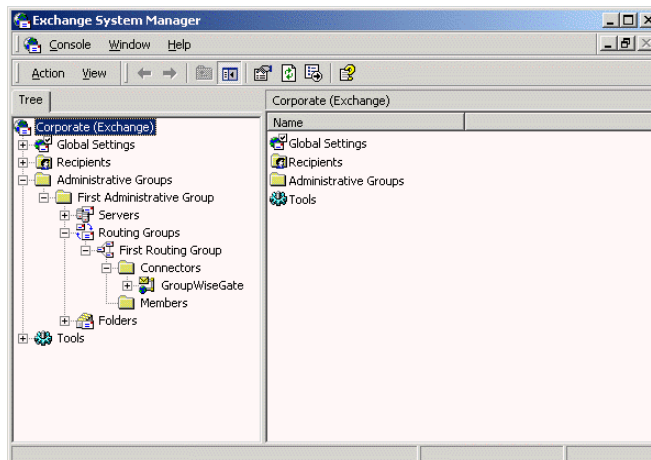 Exchange System Manager
Console Window Help
Action View
Tree
Corporate (Exchange)
Corporate (Exchange)
Global Settings
Recipients
Administrative Groups
First Administrative Group
Servers
Routing Groups
First Routing Group
Connectors
GroupWiseGate
Members
Folders
Tools
Name
Global Settings
Recipients
Administrative Groups
Tools